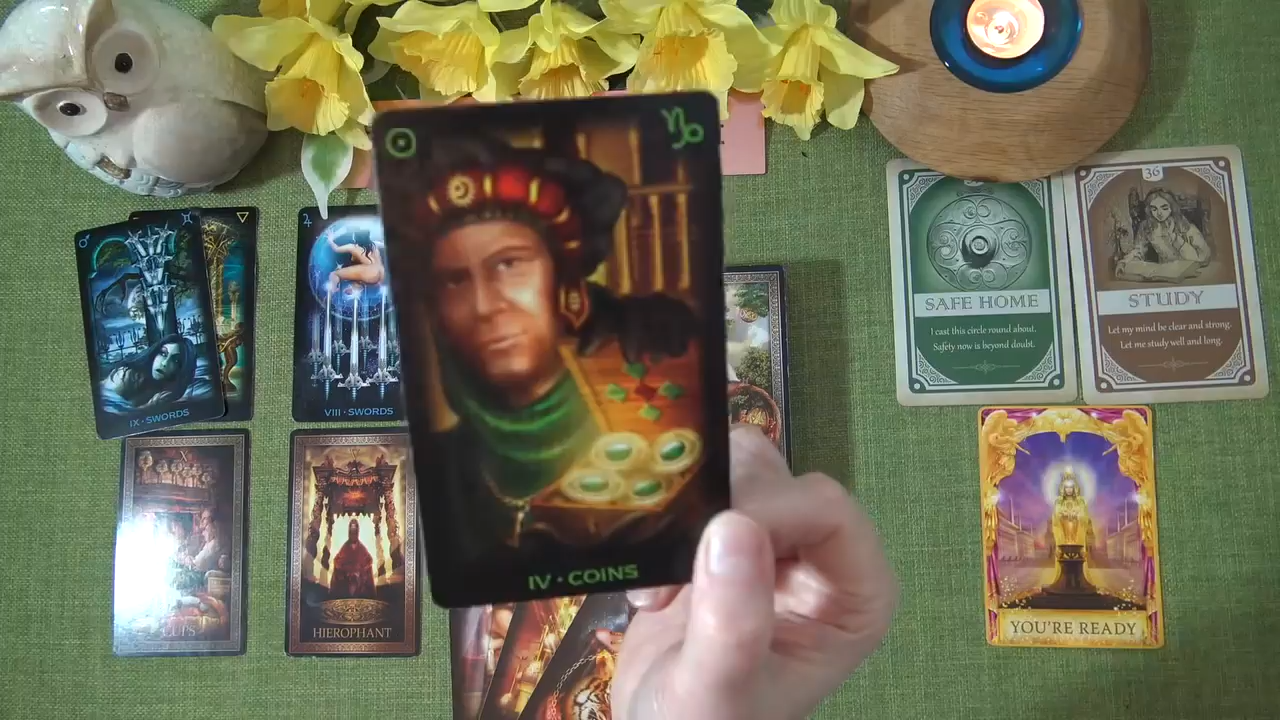 IV • COINS
36
SAFE HOME
I cast this circle round about.
Safety now is beyond doubt.
STUDY
Let my mind be clear and strong.
Let me study well and long.
IX • SWORDS
VIII • SWORDS
X
CUPS
V
HIEROPHANT
YOU'RE READY